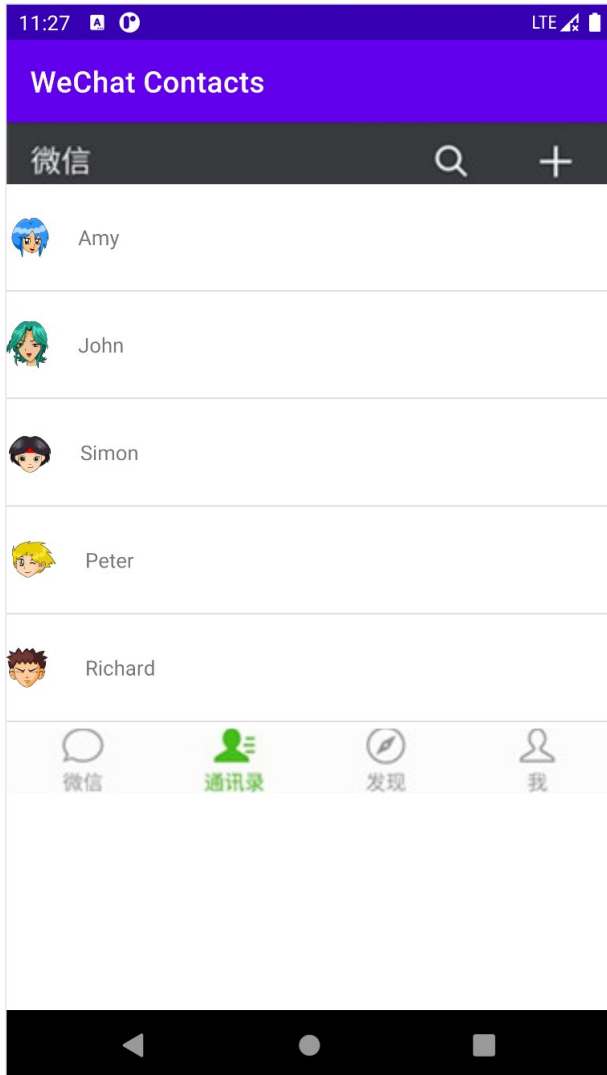 11:27 LTE
WeChat Contacts
微信
Amy
John
Simon
Peter
Richard
微信 通讯录 发现 我